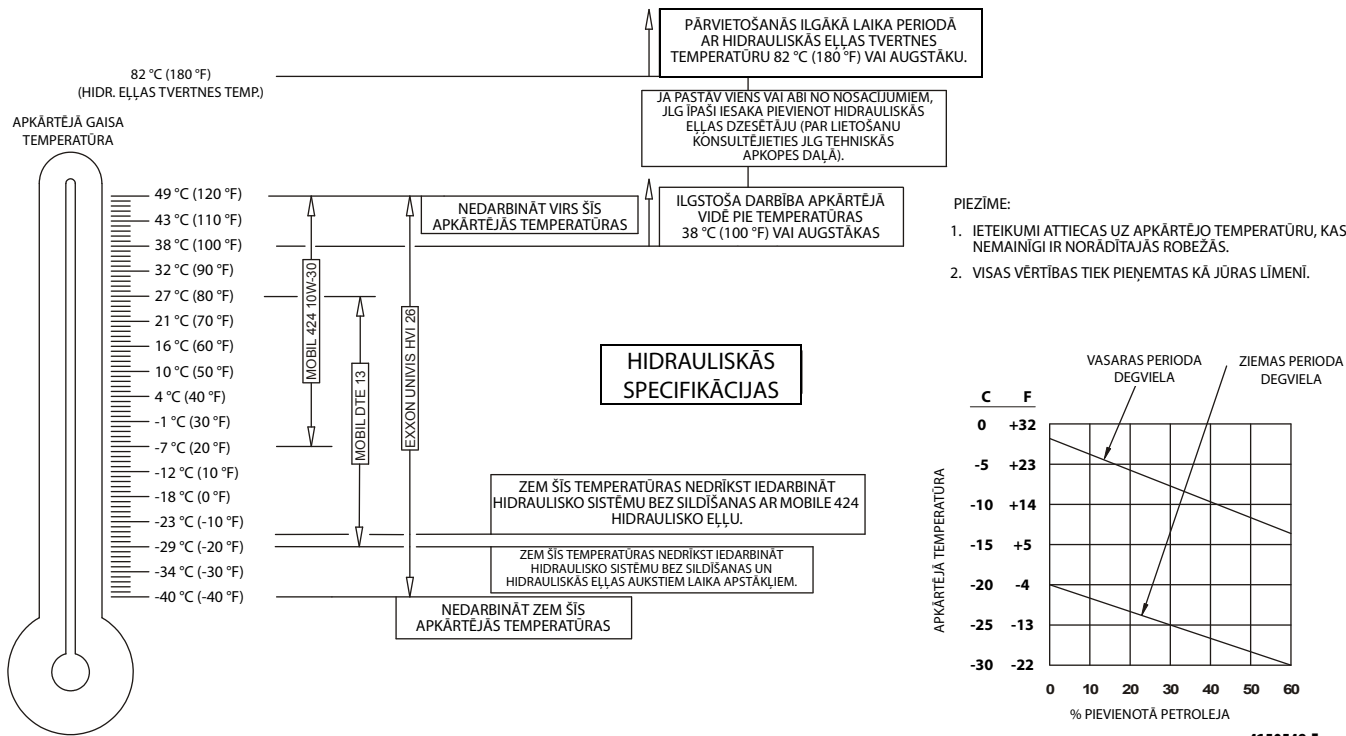 82 °C (180 °F)
(HIDR. EĻĻAS TVERTNES TEMP.)
PĀRVIETOŠANĀS ILGĀKĀ LAIKA PERIODĀ
AR HIDRAULISKĀS EĻĻAS TVERTNES
TEMPERATŪRU 82 °C (180 °F) VAI AUGSTĀKU.
JA PASTĀV VIENS VAI ABI NO NOSACĪJUMIEM,
JLG ĪPAŠI IESAKA PIEVIENOT HIDRAULISKĀS
EĻĻAS DZESĒTĀJU (PAR LIETOŠANU
KONSULTĒJIETIES JLG TEHNISKĀS
APKOPES DAĻĀ).
ILGSTOŠA DARBĪBA APKĀRTĒJĀ
VIDĒ PIE TEMPERATŪRAS
38 °C (100 °F) VAI AUGSTĀKAS
APKĀRTĒJĀ GAISA
TEMPERATŪRA
49 °C (120 °F)
43 °C (110 °F)
38 °C (100 °F)
32 °C (90 °F)
27 °C (80 °F)
21 °C (70 °F)
16 °C (60 °F)
10 °C (50 °F)
4 °C (40 °F)
-1 °C (30 °F)
-7 °C (20 °F)
-12 °C (10 °F)
-18 °C (0 °F)
-23 °C (-10 °F)
-29 °C (-20 °F)
-34 °C (-30 °F)
-40 °C (-40 °F)
MOBIL 424 10W-30
MOBIL DTE 13
EXXON UNIVIS HVI 26
NEDARBINĀT VIRS ŠĪS
APKĀRTĒJĀS TEMPERATŪRAS
HIDRAULISKĀS
SPECIFIKĀCIJAS
ZEM ŠĪS TEMPERATŪRAS NEDRĪKST IEDARBINĀT
HIDRAULISKO SISTĒMU BEZ SILDĪŠANAS AR MOBILE 424
HIDRAULISKO EĻĻU.
ZEM ŠĪS TEMPERATŪRAS NEDRĪKST IEDARBINĀT
HIDRAULISKO SISTĒMU BEZ SILDĪŠANAS UN
HIDRAULISKĀS EĻĻAS AUKSTIEM LAIKA APSTĀKĻIEM.
NEDARBINĀT ZEM ŠĪS
APKĀRTĒJĀS TEMPERATŪRAS
PIEZĪME:
1. IETEIKUMI ATTIECAS UZ APKĀRTĒJO TEMPERATŪRU, KAS
NEMAINĪGI IR NORĀDĪTAJĀS ROBEŽĀS.
2. VISAS VĒRTĪBAS TIEK PIEŅEMTAS KĀ JŪRAS LĪMENĪ.
VASARAS PERIODA
DEGVIELA
ZIEMAS PERIODA
DEGVIELA
APKĀRTĒJĀ TEMPERATŪRA
C F
0 +32
-5 +23
-10 +14
-15 +5
-20 -4
-25 -13
-30 -22
0 10 20 30 40 50 60
% PIEVIENOTĀ PETROLEJA